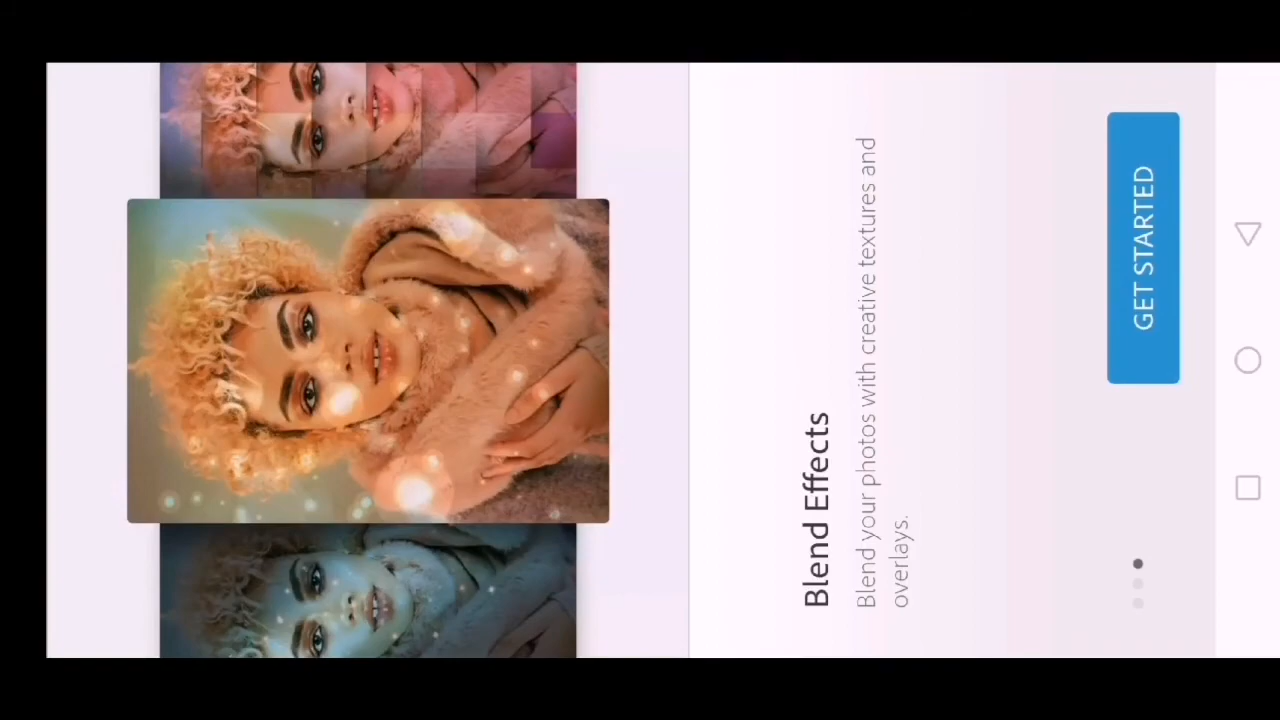 Blend Effects
Blend your photos with creative textures and
overlays.
GET STARTED